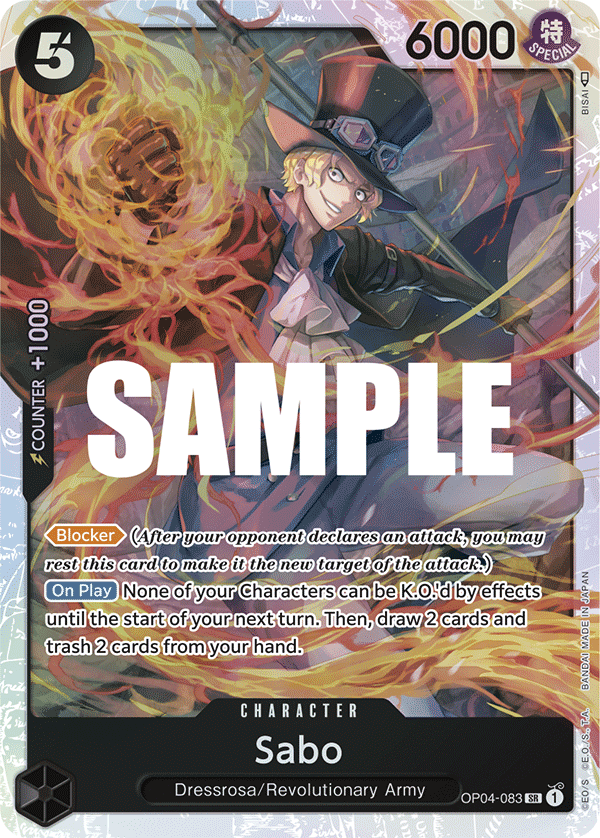 5
6000
特
SPECIAL
BISAI
COUNTER +1000
SAMPLE
Blocker (After your opponent declares an attack, you may
rest this card to make it the new target of the attack.)
On Play None of your Characters can be K.O.'d by effects
until the start of your next turn. Then, draw 2 cards and
trash 2 cards from your hand.
CHARACTER
Sabo
Dressrosa/Revolutionary Army
OP04-083 SR 1
©E.O/S ©E.O./S., T.A. BANDAI MADE IN JAPAN